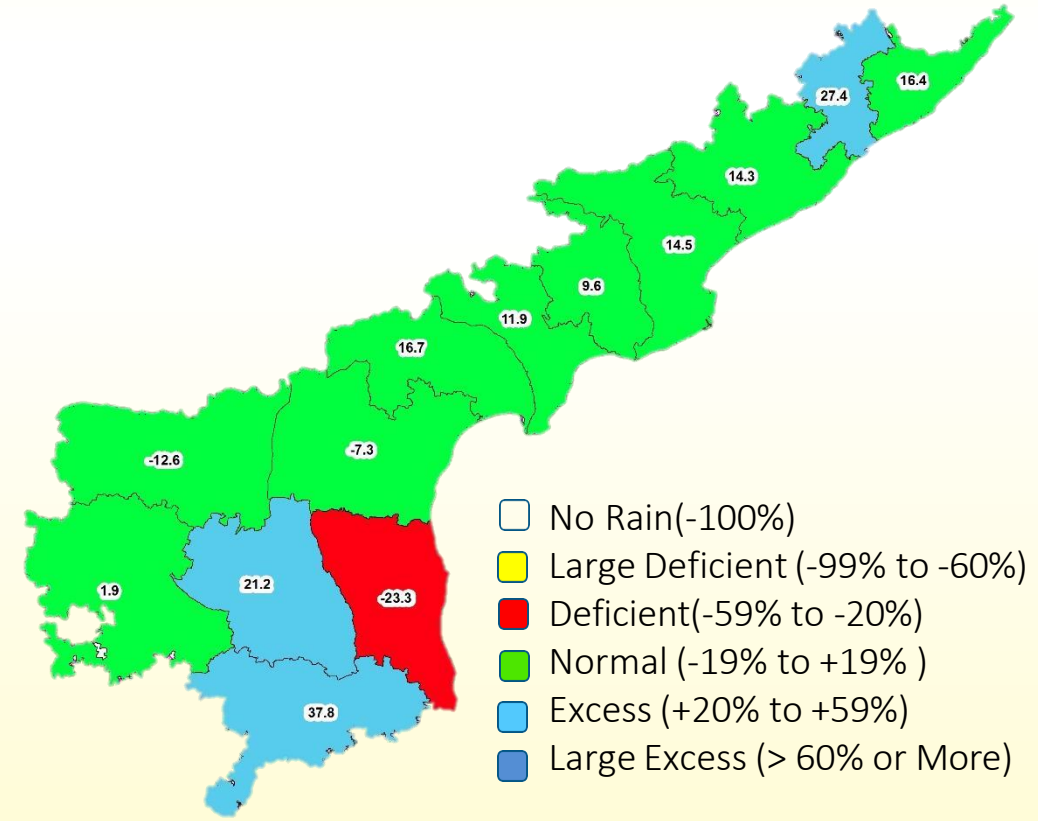 16.4
27.4
14.3
14.5
9.6
11.9
16.7
-7.3
-12.6
1.9
21.2
-23.3
37.8
No Rain(-100%)
Large Deficient (-99% to -60%)
Deficient(-59% to -20%)
Normal (-19% to +19% )
Excess (+20% to +59%)
Large Excess (> 60% or More)